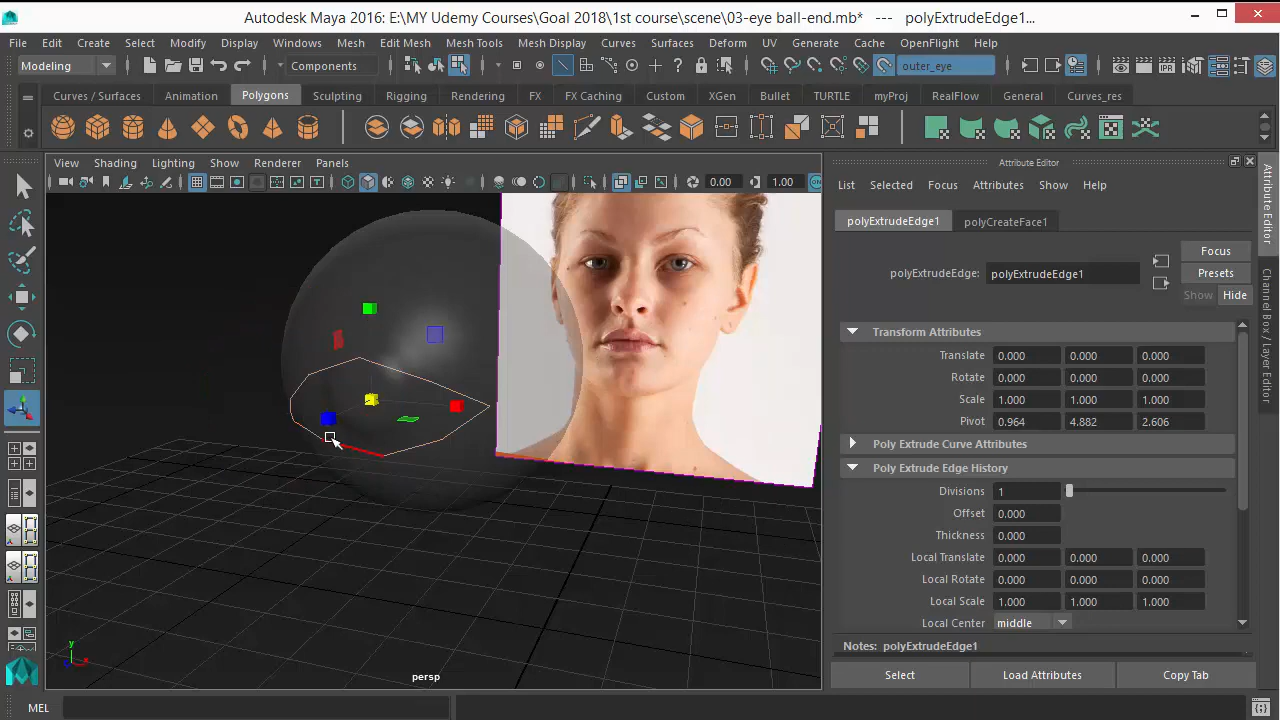 Autodesk Maya 2016: E:\MY Udemy Courses\Goal 2018\1st course\scene\03-eye ball-end.mb* --- polyExtrudeEdge1...
File Edit Create Select Modify Display Windows Mesh Edit Mesh Mesh Tools Mesh Display Curves Surfaces Deform UV Generate Cache OpenFlight Help
Modeling Components outer_eye
Curves / Surfaces Animation Polygons Sculpting Rigging Rendering FX FX Caching Custom XGen Bullet TURTLE myProj RealFlow General Curves_res
View Shading Lighting Show Renderer Panels
0.00 1.00 ON
persp
y
x
z
Attribute Editor
List Selected Focus Attributes Show Help
polyExtrudeEdge1 polyCreateFace1
Focus
polyExtrudeEdge: polyExtrudeEdge1 Presets
Show Hide
Transform Attributes
Translate 0.000 0.000 0.000
Rotate 0.000 0.000 0.000
Scale 1.000 1.000 1.000
Pivot 0.964 4.882 2.606
Poly Extrude Curve Attributes
Poly Extrude Edge History
Divisions 1
Offset 0.000
Thickness 0.000
Local Translate 0.000 0.000 0.000
Local Rotate 0.000 0.000 0.000
Local Scale 1.000 1.000 1.000
Local Center middle
Notes: polyExtrudeEdge1
Select Load Attributes Copy Tab
Attribute Editor
Channel Box / Layer Editor
MEL